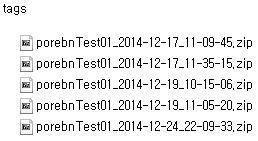 tags
porebnTest01_2014-12-17_11-09-45.zip
porebnTest01_2014-12-17_11-35-15.zip
porebnTest01_2014-12-19_10-15-06.zip
porebnTest01_2014-12-19_11-05-20.zip
porebnTest01_2014-12-24_22-09-33.zip